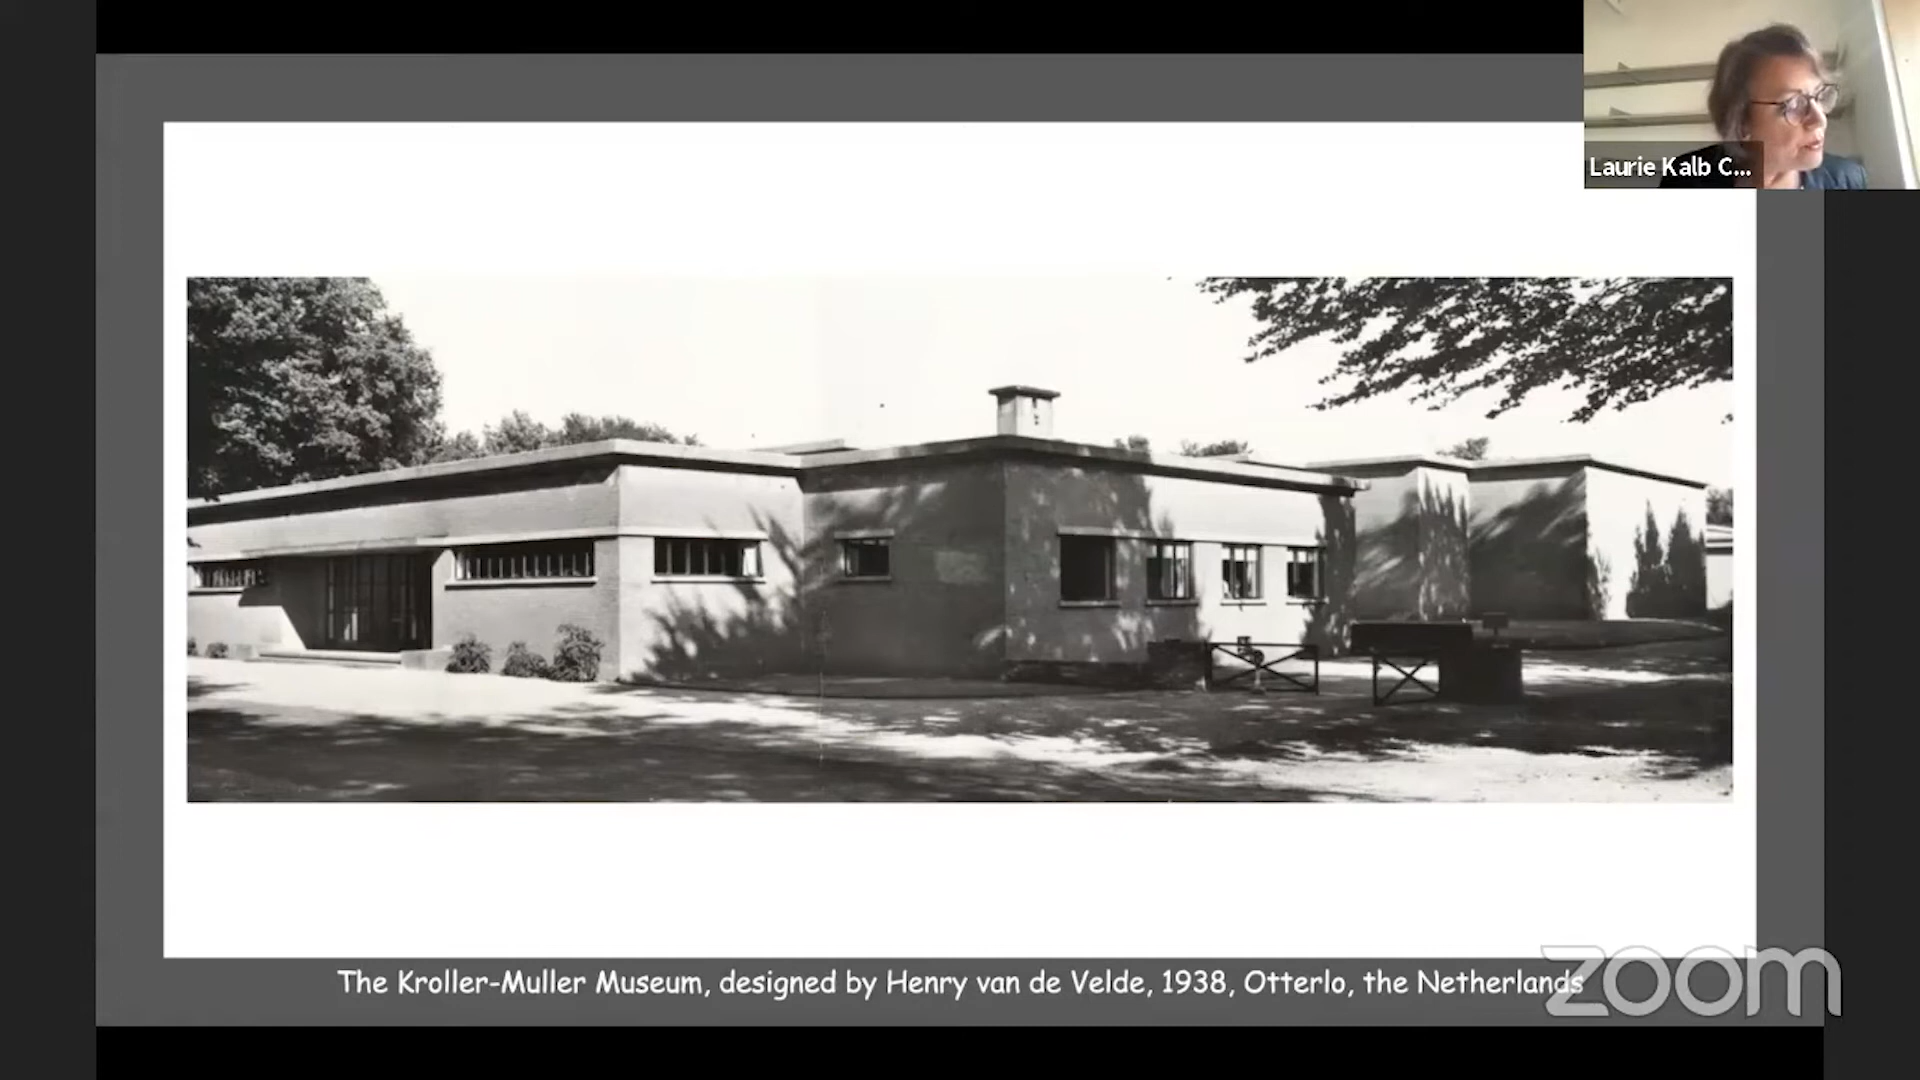 Laurie Kalb C...
The Kroller-Muller Museum, designed by Henry van de Velde, 1938, Otterlo, the Netherlands
zoom